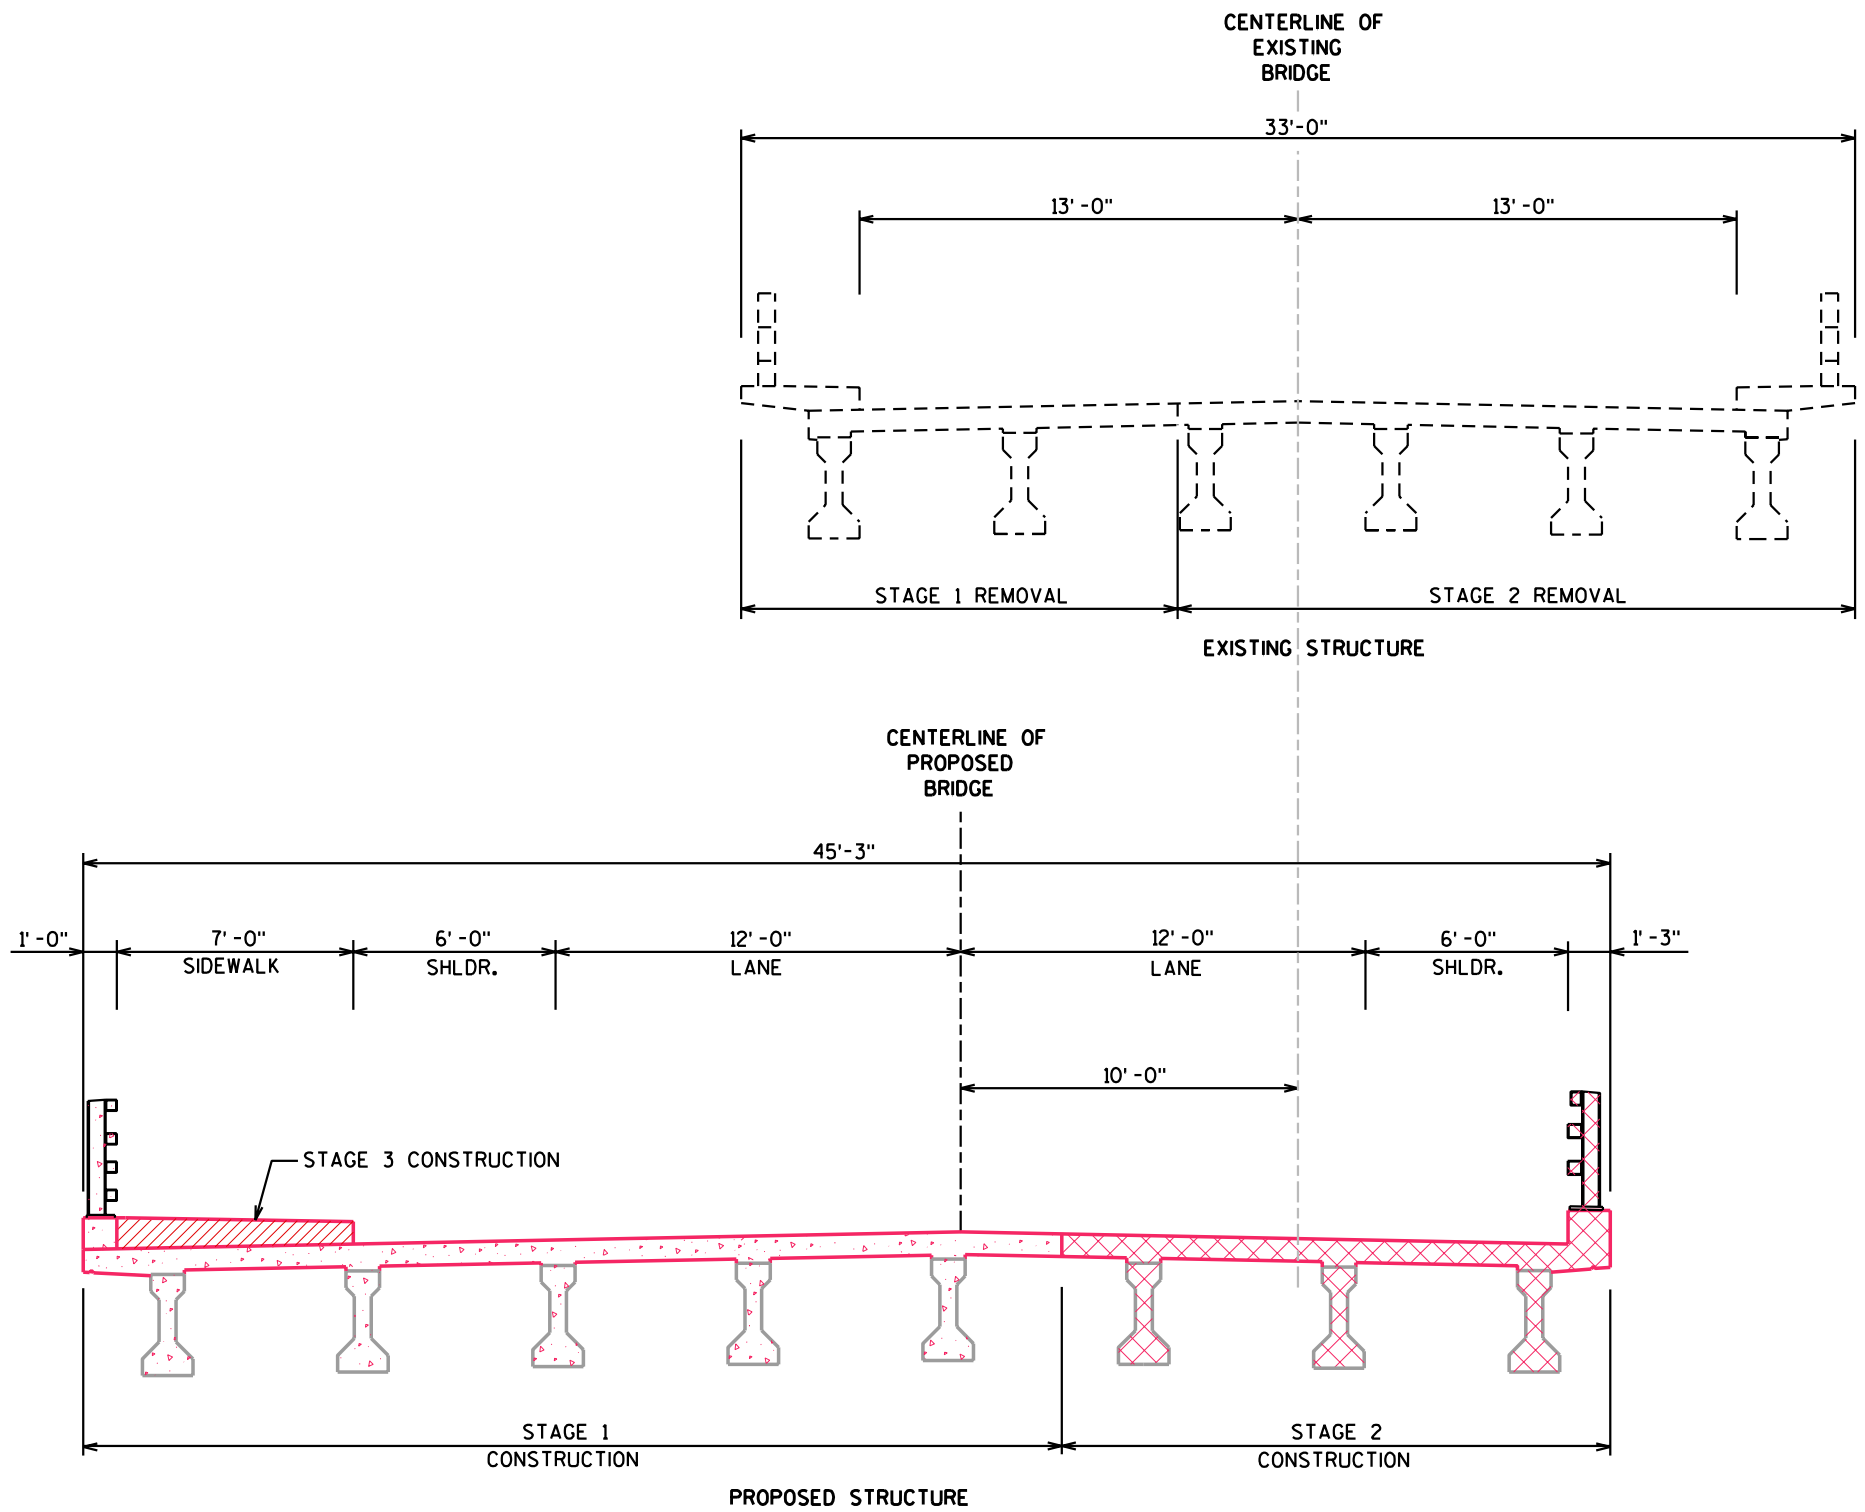 CENTERLINE OF
EXISTING
BRIDGE
33'-0"
13'-0" 13'-0"
STAGE 1 REMOVAL STAGE 2 REMOVAL
EXISTING STRUCTURE
CENTERLINE OF
PROPOSED
BRIDGE
45'-3"
1'-0" 7'-0" 6'-0" 12'-0" 12'-0" 6'-0" 1'-3"
SIDEWALK SHLDR. LANE LANE SHLDR.
10'-0"
STAGE 3 CONSTRUCTION
STAGE 1 STAGE 2
CONSTRUCTION CONSTRUCTION
PROPOSED STRUCTURE